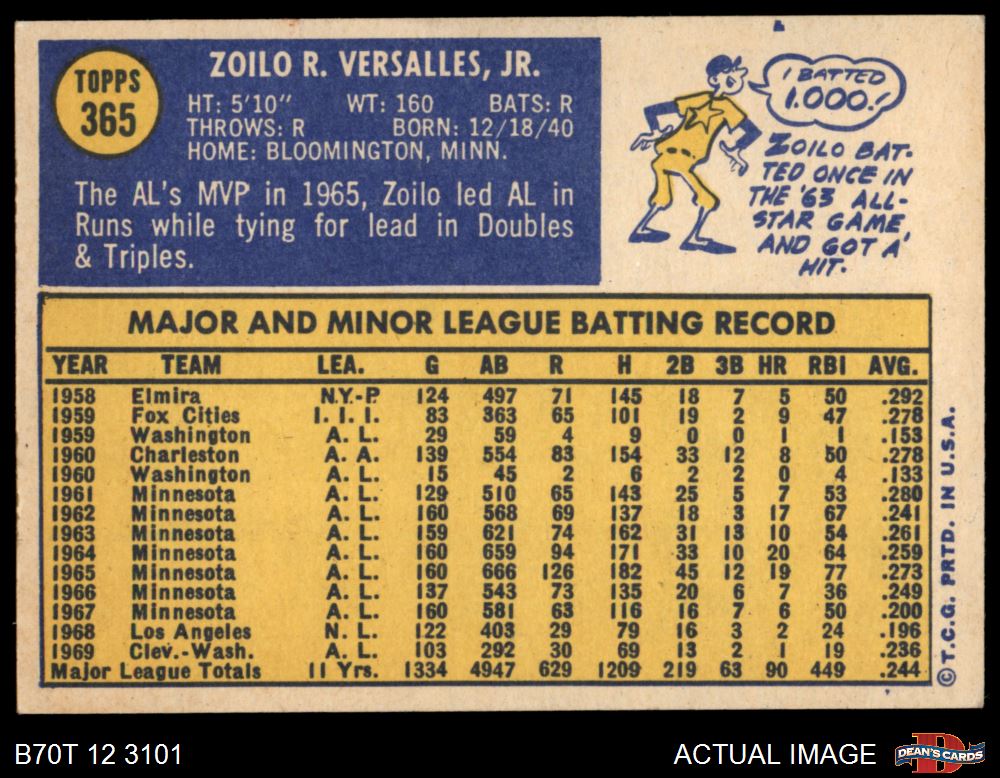 TOPPS
365
ZOILO R. VERSALLES, JR.
HT: 5'10" WT: 160 BATS: R
THROWS: R BORN: 12/18/40
HOME: BLOOMINGTON, MINN.
The AL's MVP in 1965, Zoilo led AL in
Runs while tying for lead in Doubles
& Triples.
I BATTED
1.000!
ZOILO BAT-
TED ONCE IN
THE '63 ALL-
STAR GAME,
AND GOT A
HIT.
MAJOR AND MINOR LEAGUE BATTING RECORD
YEAR TEAM LEA. G AB R H 2B 3B HR RBI AVG.
1958 Elmira N.Y.-P. 124 497 71 145 18 7 5 50 .292
1959 Fox Cities I. I. I. 83 363 65 101 19 2 9 47 .278
1959 Washington A. L. 29 59 4 9 0 0 1 1 .153
1960 Charleston A. A. 139 554 83 154 33 12 8 50 .278
1960 Washington A. L. 15 45 2 6 2 2 0 4 .133
1961 Minnesota A. L. 129 510 65 143 25 5 7 53 .280
1962 Minnesota A. L. 160 568 69 137 18 3 17 67 .241
1963 Minnesota A. L. 159 621 74 162 31 13 10 54 .261
1964 Minnesota A. L. 160 659 94 171 33 10 20 64 .259
1965 Minnesota A. L. 160 666 126 182 45 12 19 77 .273
1966 Minnesota A. L. 137 543 73 135 20 6 7 36 .249
1967 Minnesota A. L. 160 581 63 116 16 7 6 50 .200
1968 Los Angeles N. L. 122 403 29 79 16 3 2 24 .196
1969 Clev.-Wash. A. L. 103 292 30 69 13 2 1 19 .236
Major League Totals 11 Yrs. 1334 4947 629 1209 219 63 90 449 .244
© T.C.G. PRTD. IN U.S.A.
B70T 12 3101
ACTUAL IMAGE
DEAN'S CARDS